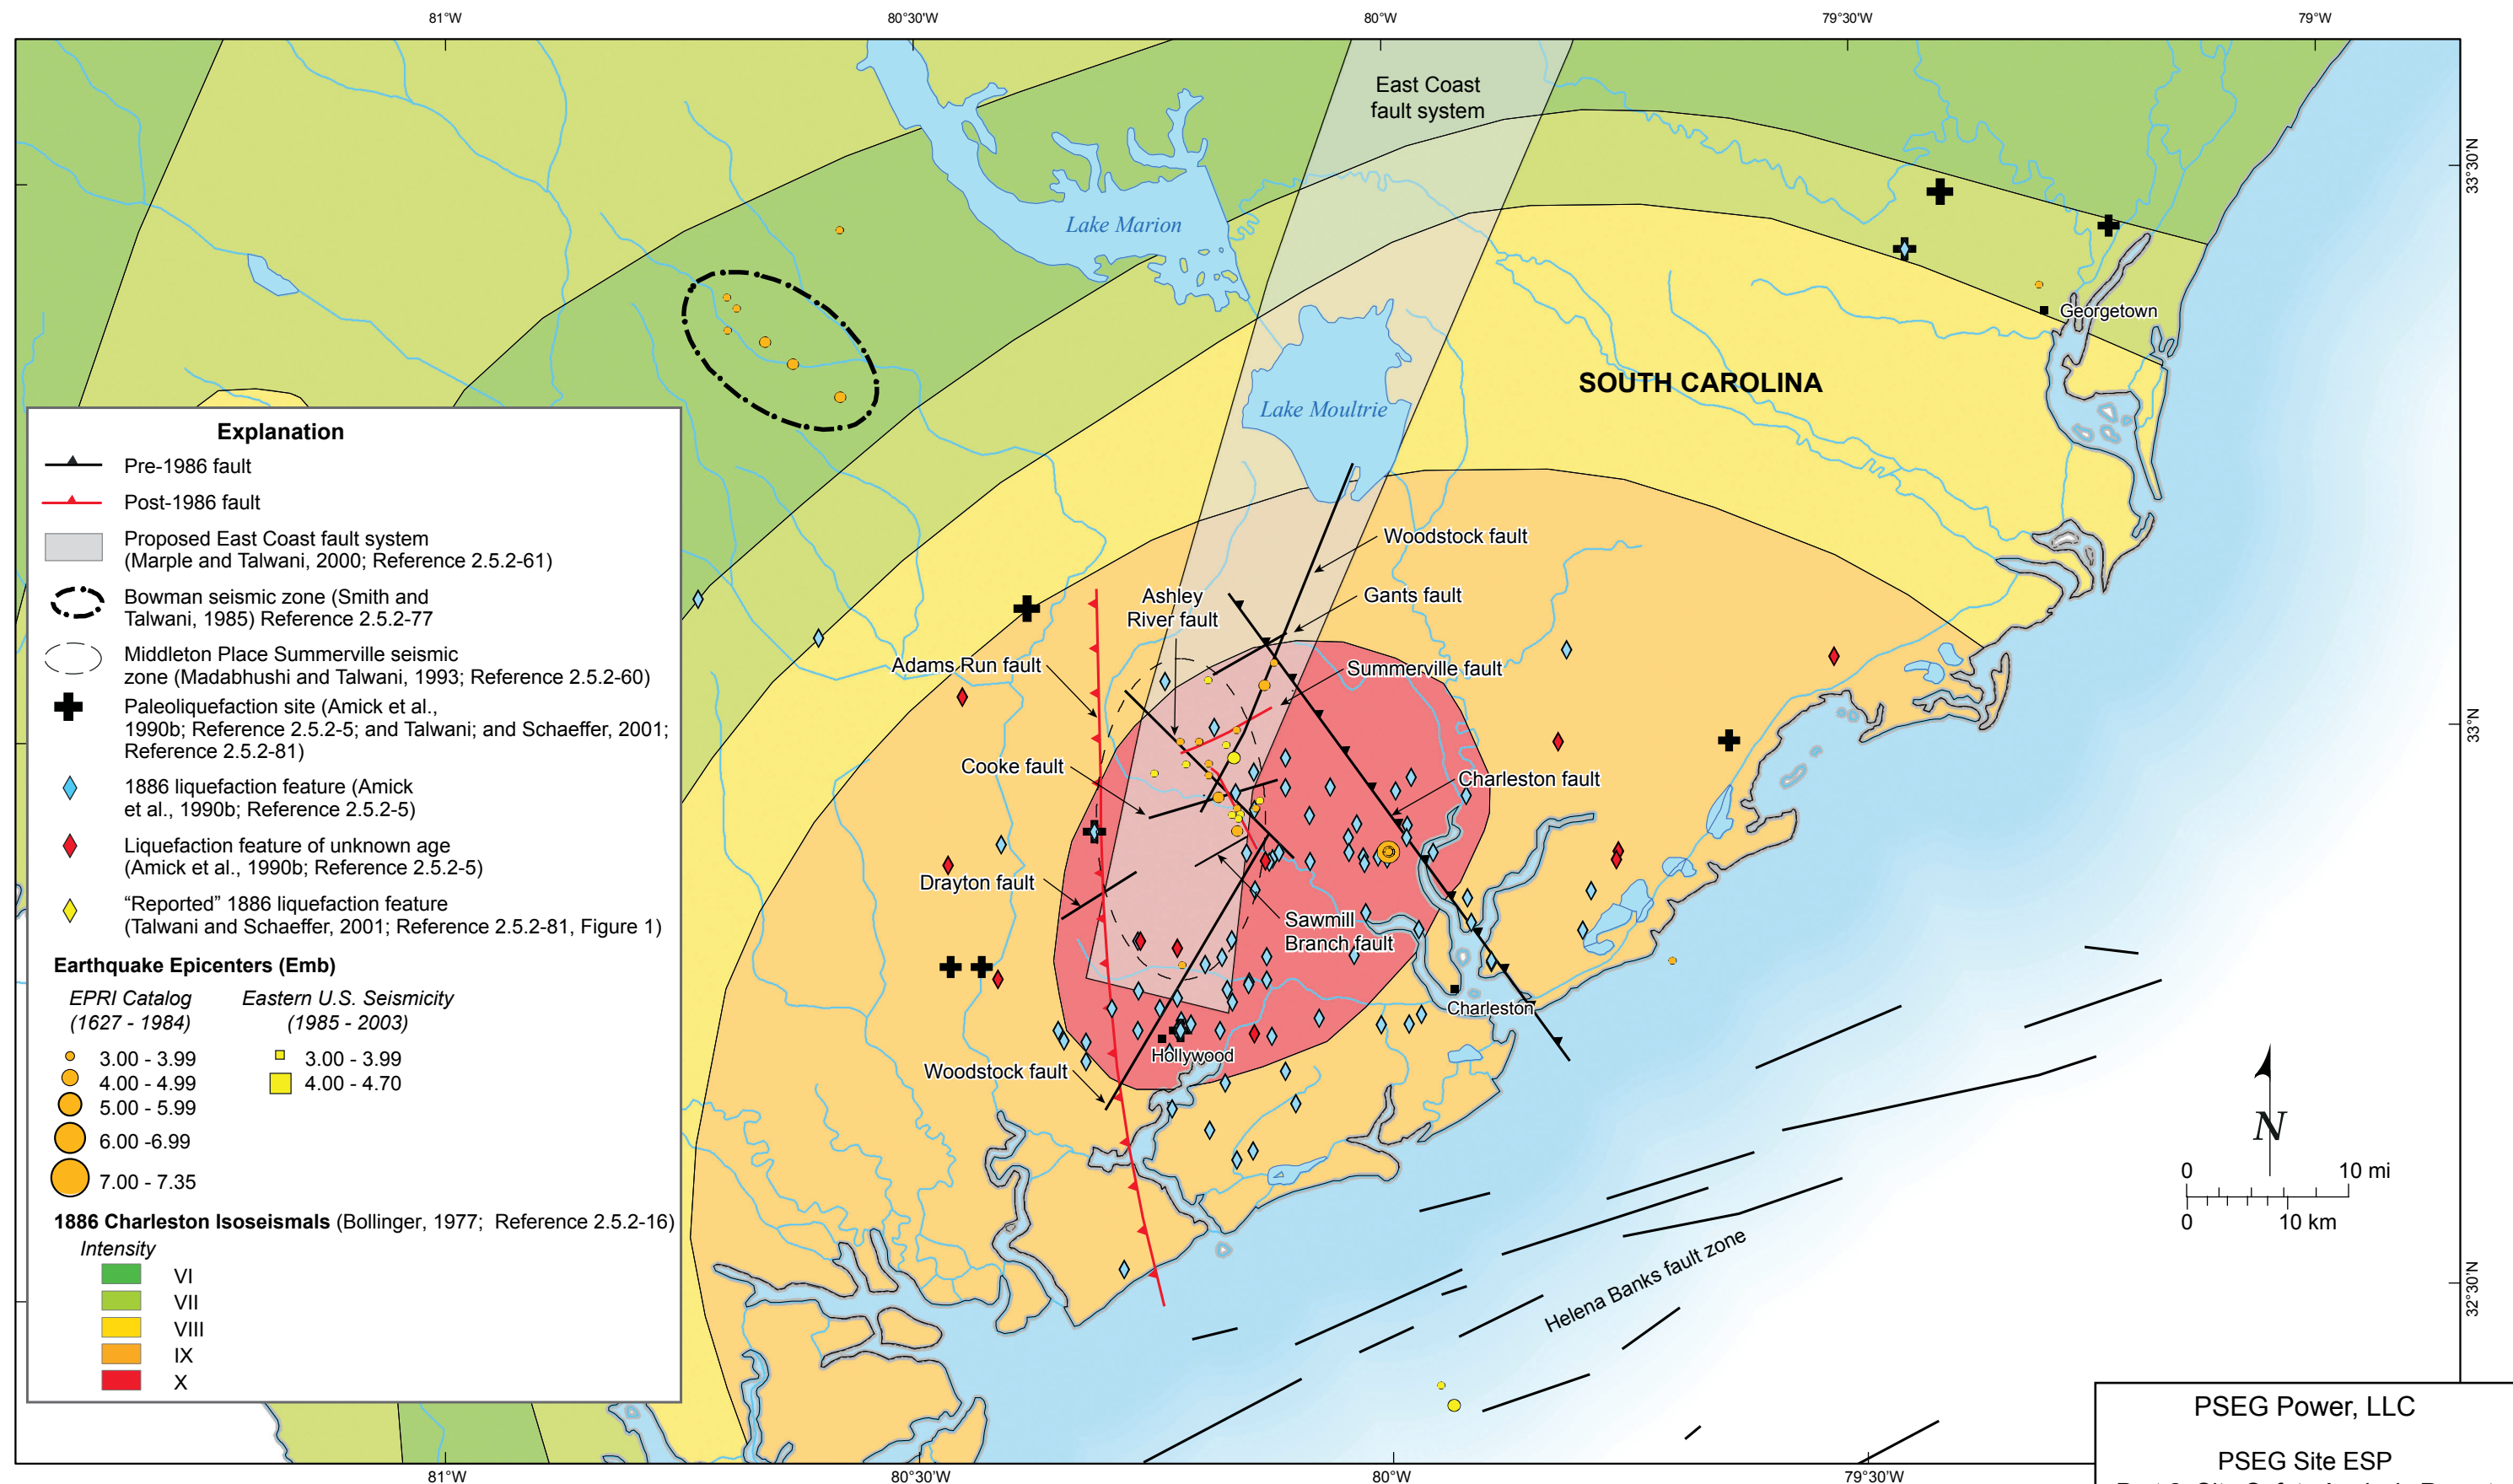 81°W
80°30'W
80°W
79°30'W
79°W
East Coast
fault system
33°30'N
Lake Marion
Georgetown
SOUTH CAROLINA
Lake Moultrie
Explanation
Pre-1986 fault
Post-1986 fault
Proposed East Coast fault system
(Marple and Talwani, 2000; Reference 2.5.2-61)
Bowman seismic zone (Smith and
Talwani, 1985) Reference 2.5.2-77
Middleton Place Summerville seismic
zone (Madabhushi and Talwani, 1993; Reference 2.5.2-60)
Paleoliquefaction site (Amick et al.,
1990b; Reference 2.5.2-5; and Talwani; and Schaeffer, 2001;
Reference 2.5.2-81)
1886 liquefaction feature (Amick
et al., 1990b; Reference 2.5.2-5)
Liquefaction feature of unknown age
(Amick et al., 1990b; Reference 2.5.2-5)
“Reported” 1886 liquefaction feature
(Talwani and Schaeffer, 2001; Reference 2.5.2-81, Figure 1)
Earthquake Epicenters (Emb)
EPRI Catalog
(1627 - 1984)
3.00 - 3.99
4.00 - 4.99
5.00 - 5.99
6.00 -6.99
7.00 - 7.35
Eastern U.S. Seismicity
(1985 - 2003)
3.00 - 3.99
4.00 - 4.70
1886 Charleston Isoseismals (Bollinger, 1977; Reference 2.5.2-16)
Intensity
VI
VII
VIII
IX
X
Woodstock fault
Ashley
River fault
Gants fault
Adams Run fault
Summerville fault
33°N
Cooke fault
Charleston fault
Drayton fault
Sawmill
Branch fault
Charleston
Hollywood
Woodstock fault
N
0
10 mi
0
10 km
Helena Banks fault zone
32°30'N
PSEG Power, LLC
PSEG Site ESP
81°W
80°30'W
80°W
79°30'W